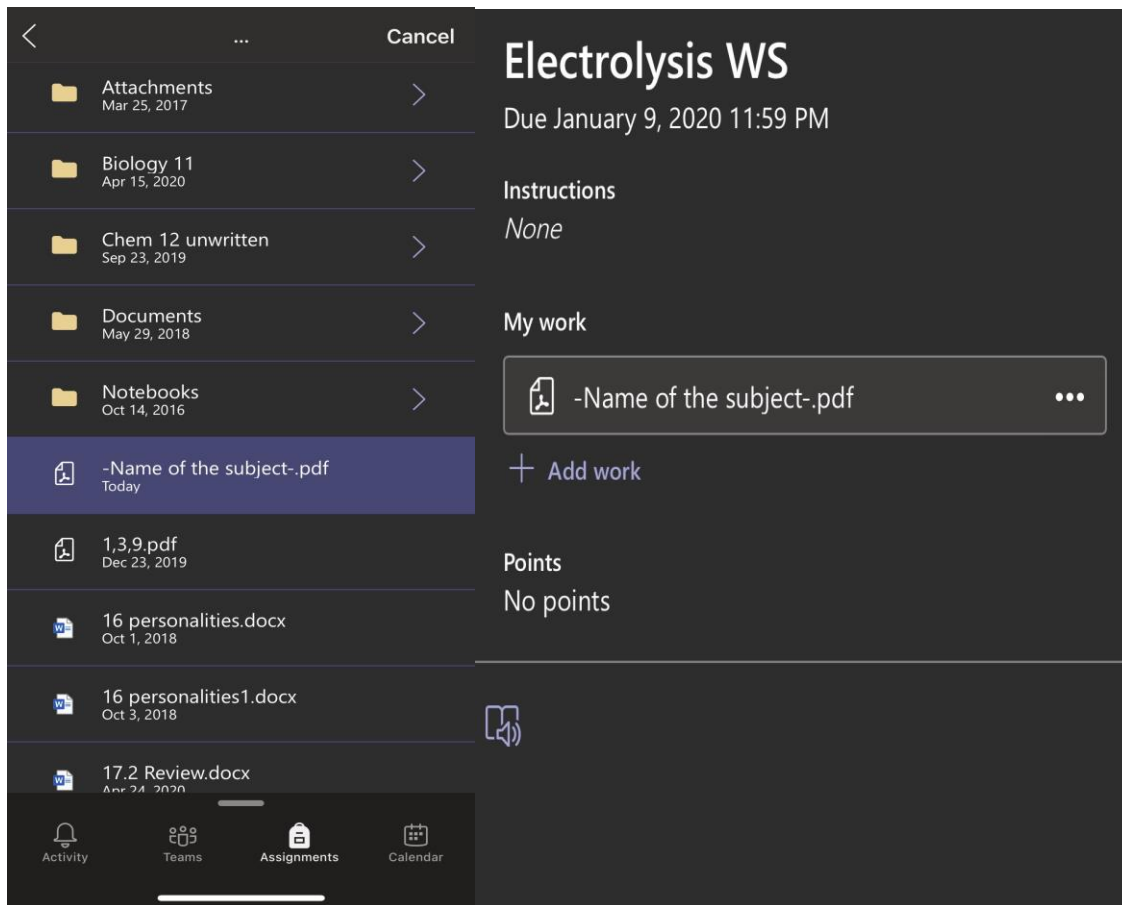 ...
Cancel
Attachments
Mar 25, 2017
Biology 11
Apr 15, 2020
Chem 12 unwritten
Sep 23, 2019
Documents
May 29, 2018
Notebooks
Oct 14, 2016
-Name of the subject-.pdf
Today
1,3,9.pdf
Dec 23, 2019
16 personalities.docx
Oct 1, 2018
16 personalities1.docx
Oct 3, 2018
17.2 Review.docx
Apr 24, 2020
Activity
Teams
Assignments
Calendar
Electrolysis WS
Due January 9, 2020 11:59 PM
Instructions
None
My work
-Name of the subject-.pdf
+ Add work
Points
No points